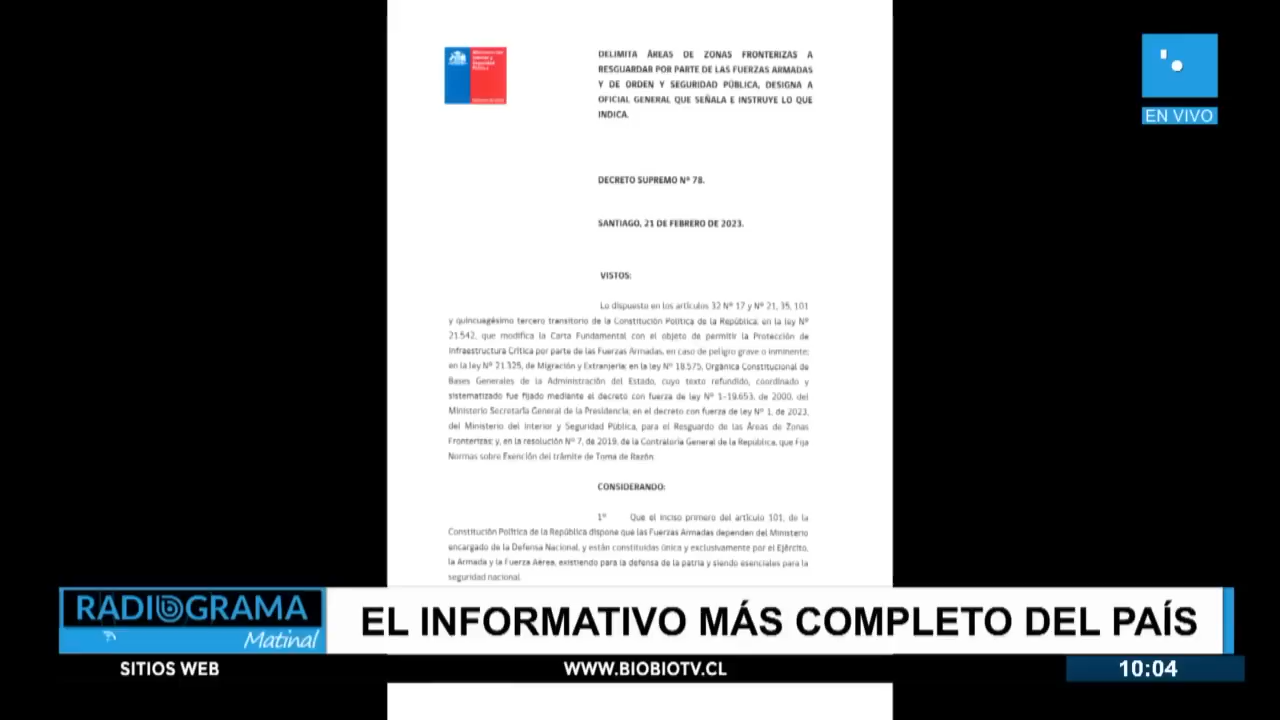 DELIMITA ÁREAS DE ZONAS FRONTERIZAS A
RESGUARDAR POR PARTE DE LAS FUERZAS ARMADAS
Y DE ORDEN Y SEGURIDAD PÚBLICA, DESIGNA A
OFICIAL GENERAL QUE SEÑALA E INSTRUYE LO QUE
INDICA.
EN VIVO
DECRETO SUPREMO Nº 78.
SANTIAGO, 21 DE FEBRERO DE 2023.
VISTOS:
Lo dispuesto en los artículos 32 Nº 17 y Nº 21, 35, 101
y quincuagésimo tercero transitorio de la Constitución Política de la República; en la ley Nº
21.542, que modifica la Carta Fundamental con el objeto de permitir la Protección de
Infraestructura Crítica por parte de las Fuerzas Armadas, en caso de peligro grave o inminente;
en la ley Nº 21.325, de Migración y Extranjería; en la ley Nº 18.575, Orgánica Constitucional de
Bases Generales de la Administración del Estado, cuyo texto refundido, coordinado y
sistematizado fue fijado mediante el decreto con fuerza de ley Nº 1-19.653, de 2000, del
Ministerio Secretaría General de la Presidencia; en el decreto con fuerza de ley Nº 1, de 2023,
del Ministerio del Interior y Seguridad Pública, para el Resguardo de las Áreas de Zonas
Fronterizas; y, en la resolución Nº 7, de 2019, de la Contraloría General de la República, que Fija
Normas sobre Exención del trámite de Toma de Razón.
CONSIDERANDO:
1º Que el inciso primero del artículo 101, de la
Constitución Política de la República dispone que las Fuerzas Armadas dependen del Ministerio
encargado de la Defensa Nacional, y están constituidas única y exclusivamente por el Ejército,
la Armada y la Fuerza Aérea, existiendo para la defensa de la patria y siendo esenciales para la
seguridad nacional.
RADIOGRAMA
Matinal
EL INFORMATIVO MÁS COMPLETO DEL PAÍS
SITIOS WEB
WWW.BIOBIOTV.CL
10:04